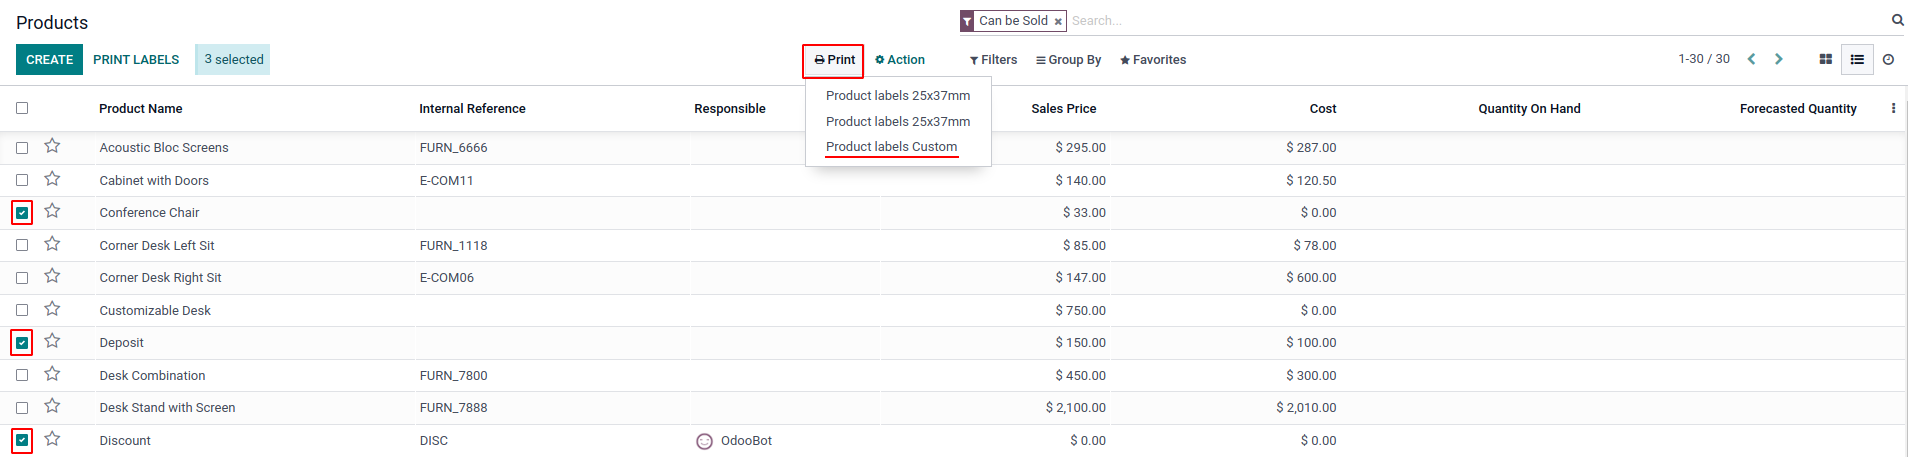 Products
Can be Sold × Search...
CREATE PRINT LABELS 3 selected Print Action Filters Group By Favorites 1-30 / 30
Product labels 25x37mm
Product labels 25x37mm
Product labels Custom
Product Name Internal Reference Responsible Sales Price Cost Quantity On Hand Forecasted Quantity
Acoustic Bloc Screens FURN_6666 $ 295.00 $ 287.00
Cabinet with Doors E-COM11 $ 140.00 $ 120.50
Conference Chair $ 33.00 $ 0.00
Corner Desk Left Sit FURN_1118 $ 85.00 $ 78.00
Corner Desk Right Sit E-COM06 $ 147.00 $ 600.00
Customizable Desk $ 750.00 $ 0.00
Deposit $ 150.00 $ 100.00
Desk Combination FURN_7800 $ 450.00 $ 300.00
Desk Stand with Screen FURN_7888 $ 2,100.00 $ 2,010.00
Discount DISC OdooBot $ 0.00 $ 0.00